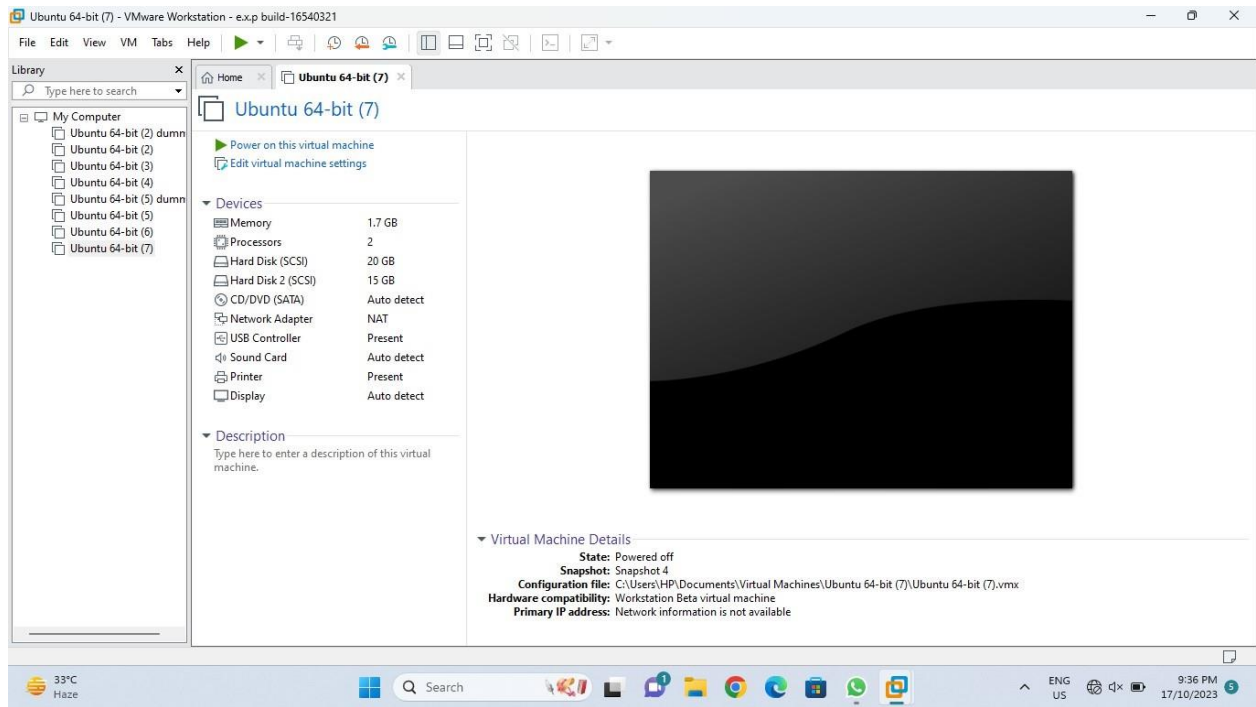 Ubuntu 64-bit (7) - VMware Workstation - e.x.p build-16540321
File Edit View VM Tabs Help
Library
Type here to search
My Computer
Ubuntu 64-bit (2) dumm
Ubuntu 64-bit (2)
Ubuntu 64-bit (3)
Ubuntu 64-bit (4)
Ubuntu 64-bit (5) dumm
Ubuntu 64-bit (5)
Ubuntu 64-bit (6)
Ubuntu 64-bit (7)
Home Ubuntu 64-bit (7)
Ubuntu 64-bit (7)
Power on this virtual machine
Edit virtual machine settings
Devices
Memory 1.7 GB
Processors 2
Hard Disk (SCSI) 20 GB
Hard Disk 2 (SCSI) 15 GB
CD/DVD (SATA) Auto detect
Network Adapter NAT
USB Controller Present
Sound Card Auto detect
Printer Present
Display Auto detect
Description
Type here to enter a description of this virtual
machine.
Virtual Machine Details
State: Powered off
Snapshot: Snapshot 4
Configuration file: C:\Users\HP\Documents\Virtual Machines\Ubuntu 64-bit (7)\Ubuntu 64-bit (7).vmx
Hardware compatibility: Workstation Beta virtual machine
Primary IP address: Network information is not available
33°C
Haze
Search
1
ENG
US
9:36 PM
17/10/2023
5